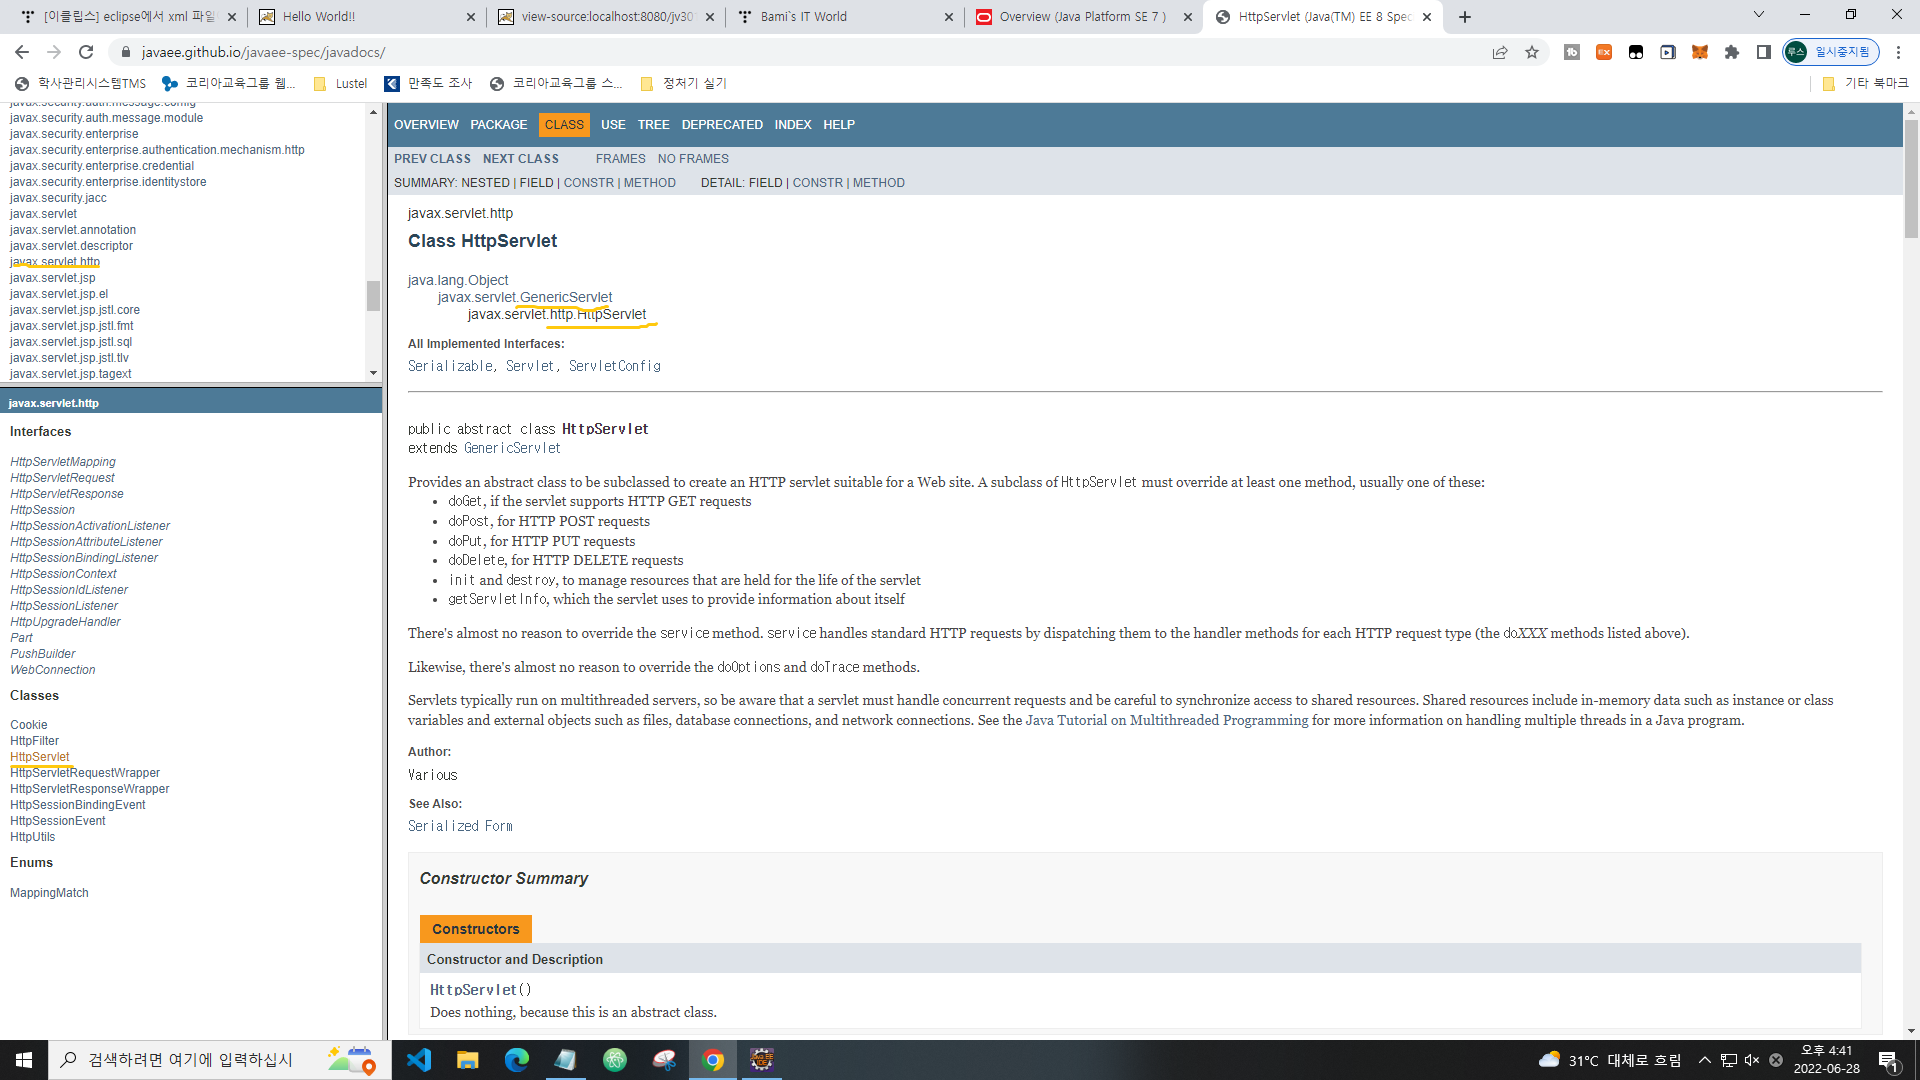 [이클립스] eclipse에서 xml 파일
Hello World!!
view-source:localhost:8080/jv30
Bami`s IT World
Overview (Java Platform SE 7 )
HttpServlet (Java(TM) EE 8 Spec
javaee.github.io/javaee-spec/javadocs/
일시중지됨
학사관리시스템TMS
코리아교육그룹 웹...
Lustel
만족도 조사
코리아교육그룹 스...
정처기 실기
기타 북마크
javax.security.auth.message.config
javax.security.auth.message.module
javax.security.enterprise
javax.security.enterprise.authentication.mechanism.http
javax.security.enterprise.credential
javax.security.enterprise.identitystore
javax.security.jacc
javax.servlet
javax.servlet.annotation
javax.servlet.descriptor
javax.servlet.http
javax.servlet.jsp
javax.servlet.jsp.el
javax.servlet.jsp.jstl.core
javax.servlet.jsp.jstl.fmt
javax.servlet.jsp.jstl.sql
javax.servlet.jsp.jstl.tlv
javax.servlet.jsp.tagext
javax.servlet.http
Interfaces
HttpServletMapping
HttpServletRequest
HttpServletResponse
HttpSession
HttpSessionActivationListener
HttpSessionAttributeListener
HttpSessionBindingListener
HttpSessionContext
HttpSessionIdListener
HttpSessionListener
HttpUpgradeHandler
Part
PushBuilder
WebConnection
Classes
Cookie
HttpFilter
HttpServlet
HttpServletRequestWrapper
HttpServletResponseWrapper
HttpSessionBindingEvent
HttpSessionEvent
HttpUtils
Enums
MappingMatch
OVERVIEW PACKAGE CLASS USE TREE DEPRECATED INDEX HELP
PREV CLASS NEXT CLASS FRAMES NO FRAMES
SUMMARY: NESTED | FIELD | CONSTR | METHOD DETAIL: FIELD | CONSTR | METHOD
javax.servlet.http
Class HttpServlet
java.lang.Object
javax.servlet.GenericServlet
javax.servlet.http.HttpServlet
All Implemented Interfaces:
Serializable, Servlet, ServletConfig
public abstract class HttpServlet
extends GenericServlet
Provides an abstract class to be subclassed to create an HTTP servlet suitable for a Web site. A subclass of HttpServlet must override at least one method, usually one of these:
• doGet, if the servlet supports HTTP GET requests
• doPost, for HTTP POST requests
• doPut, for HTTP PUT requests
• doDelete, for HTTP DELETE requests
• init and destroy, to manage resources that are held for the life of the servlet
• getServletInfo, which the servlet uses to provide information about itself
There's almost no reason to override the service method. service handles standard HTTP requests by dispatching them to the handler methods for each HTTP request type (the doXXX methods listed above).
Likewise, there's almost no reason to override the doOptions and doTrace methods.
Servlets typically run on multithreaded servers, so be aware that a servlet must handle concurrent requests and be careful to synchronize access to shared resources. Shared resources include in-memory data such as instance or class
variables and external objects such as files, database connections, and network connections. See the Java Tutorial on Multithreaded Programming for more information on handling multiple threads in a Java program.
Author:
Various
See Also:
Serialized Form
Constructor Summary
Constructors
Constructor and Description
HttpServlet()
Does nothing, because this is an abstract class.
검색하려면 여기에 입력하십시
31°C 대체로 흐림
오후 4:41
2022-06-28
1